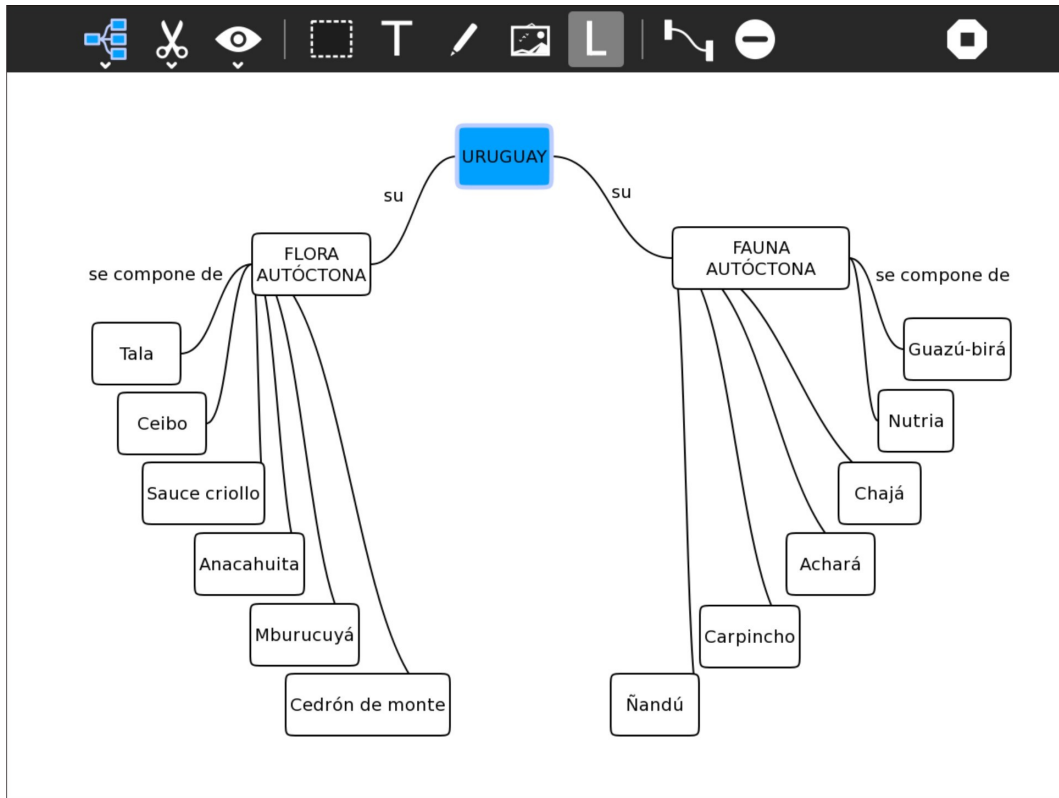 T
L
URUGUAY
su
su
FLORA
AUTÓCTONA
FAUNA
AUTÓCTONA
se compone de
se compone de
Tala
Guazú-birá
Ceibo
Nutria
Sauce criollo
Chajá
Anacahuita
Achará
Mburucuyá
Carpincho
Cedrón de monte
Ñandú